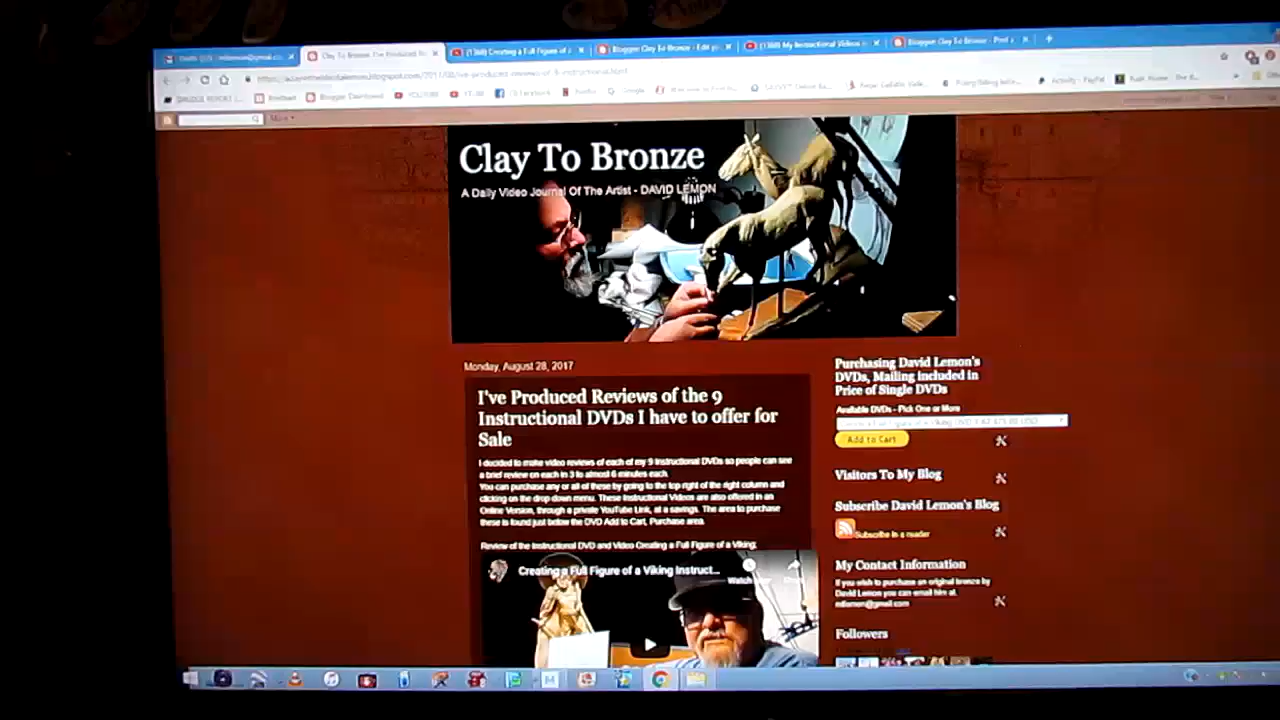 Clay To Bronze
A Daily Video Journal Of The Artist - DAVID LEMON
Monday, August 28, 2017
I've Produced Reviews of the 9
Instructional DVDs I have to offer for
Sale
I decided to make video reviews of each of my 9 Instructional DVDs so people can see
a brief review on each in 3 to almost 6 minutes each.
You can purchase any or all of these by going to the top right of the right column and
clicking on the drop down menu. These Instructional Videos are also offered in an
Online Version, through a private YouTube Link, at a savings. The area to purchase
these is found just below the DVD Add to Cart, Purchase area.
Review of the Instructional DVD and Video Creating a Full Figure of a Viking;
Creating a Full Figure of a Viking Instruct...
Purchasing David Lemon's
DVDs, Mailing included in
Price of Single DVDs
Available DVDs - Pick One or More
Add to Cart
Visitors To My Blog
Subscribe David Lemon's Blog
Subscribe in a reader
My Contact Information
If you wish to purchase an original bronze by
David Lemon you can email him at.
mtlemon@gmail.com
Followers